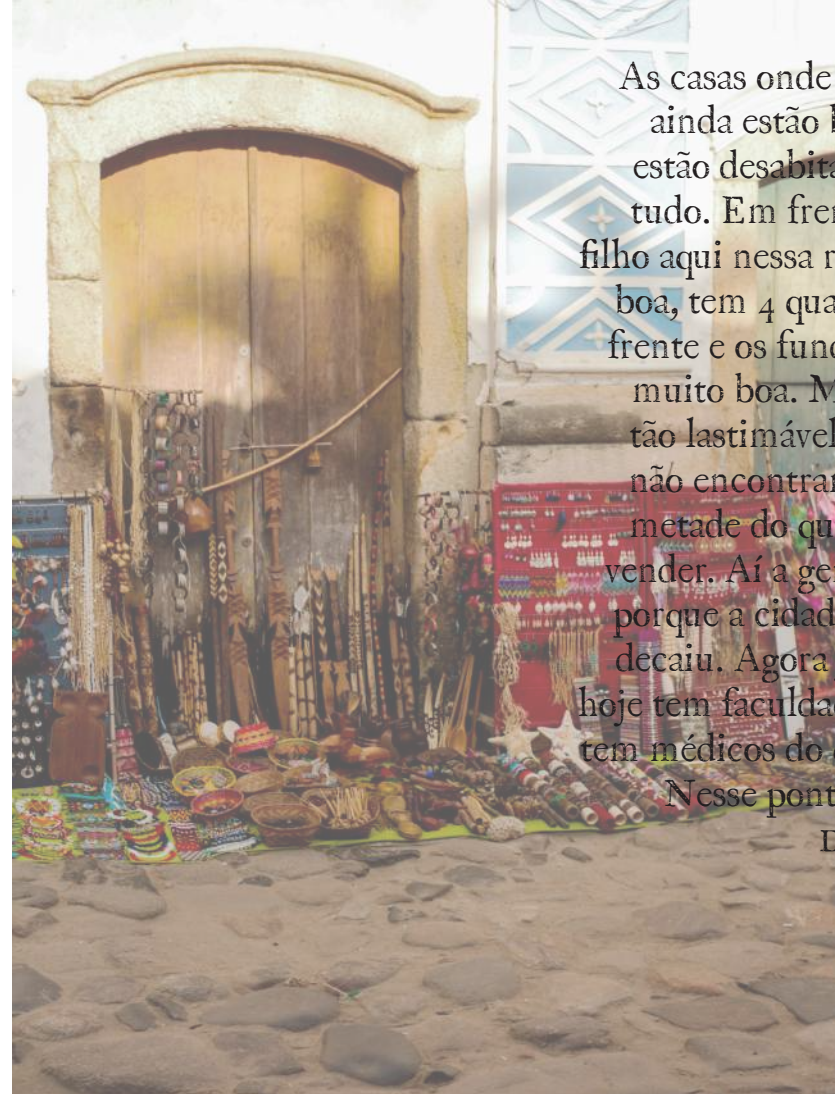 As casas onde
ainda estão
estão desabita
tudo. Em fren
filho aqui nessa
boa, tem 4 qua
frente e os fund
muito boa. M
tão lastimável
não encontrar
metade do qu
vender. Aí a gen
porque a cidad
decaiu. Agora
hoje tem faculda
tem médicos do
Nesse pont